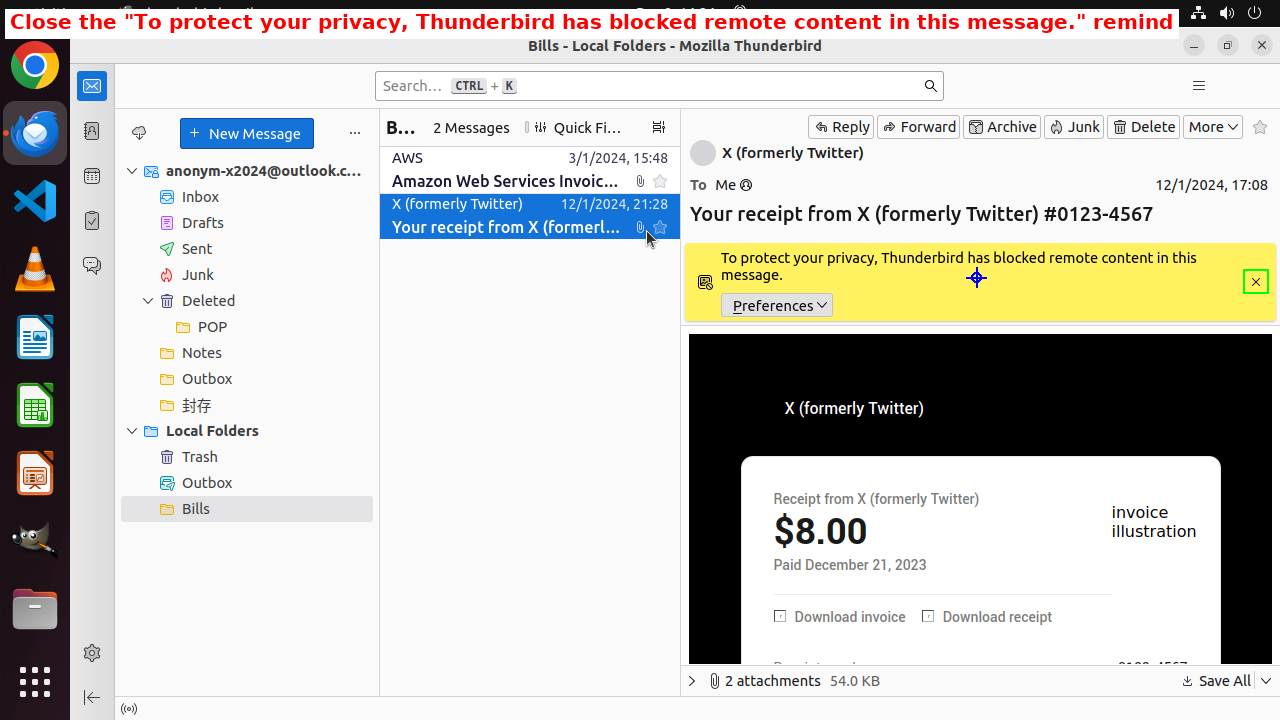 Close the "To protect your privacy, Thunderbird has blocked remote content in this message." remind
Bills - Local Folders - Mozilla Thunderbird
Search… CTRL + K
New Message
anonym-x2024@outlook.c…
Inbox
Drafts
Sent
Junk
Deleted
POP
Notes
Outbox
封存
Local Folders
Trash
Outbox
Bills
B… 2 Messages Quick Fi…
AWS 3/1/2024, 15:48
Amazon Web Services Invoic…
X (formerly Twitter) 12/1/2024, 21:28
Your receipt from X (formerl…
Reply Forward Archive Junk Delete More
X (formerly Twitter)
To Me 12/1/2024, 17:08
Your receipt from X (formerly Twitter) #0123-4567
To protect your privacy, Thunderbird has blocked remote content in this
message.
Preferences
X (formerly Twitter)
Receipt from X (formerly Twitter)
$8.00
Paid December 21, 2023
invoice
illustration
Download invoice Download receipt
2 attachments 54.0 KB Save All